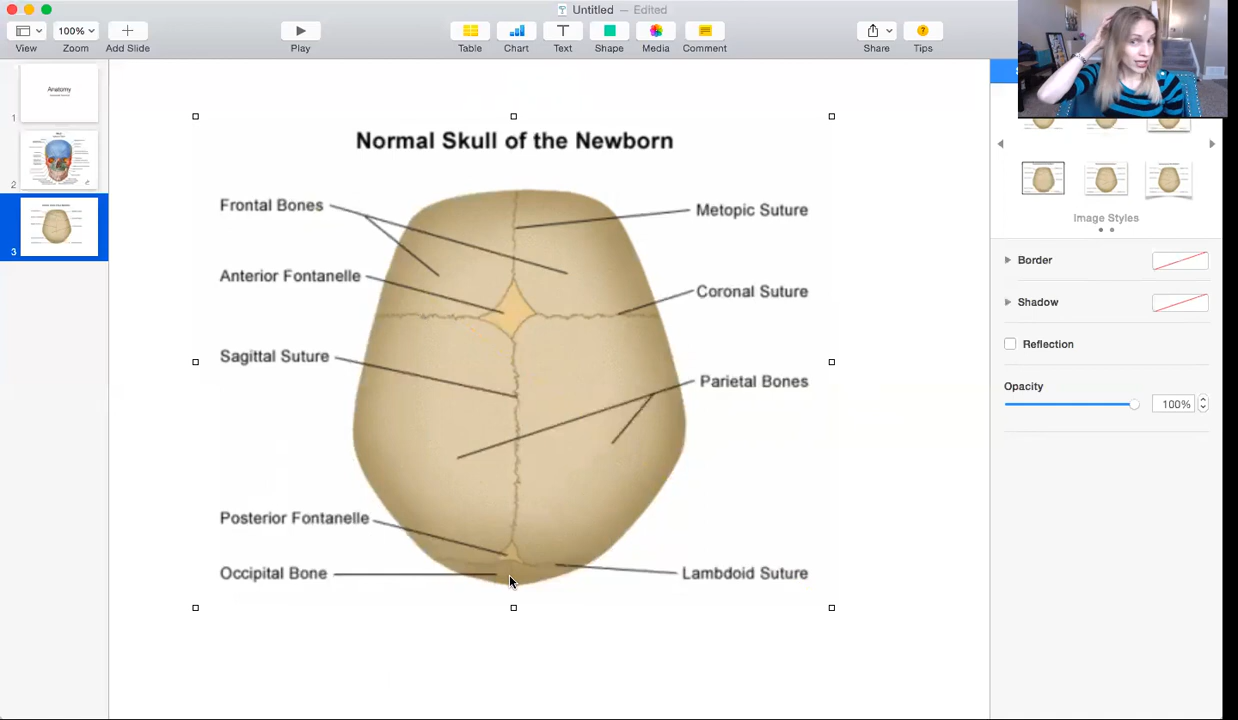 Untitled — Edited
100%
View
Zoom
Add Slide
Play
Table
Chart
Text
Shape
Media
Comment
Share
Tips
Anatomy
1
2
3
Normal Skull of the Newborn
Frontal Bones
Metopic Suture
Anterior Fontanelle
Coronal Suture
Sagittal Suture
Parietal Bones
Posterior Fontanelle
Occipital Bone
Lambdoid Suture
Image Styles
Border
Shadow
Reflection
Opacity
100%